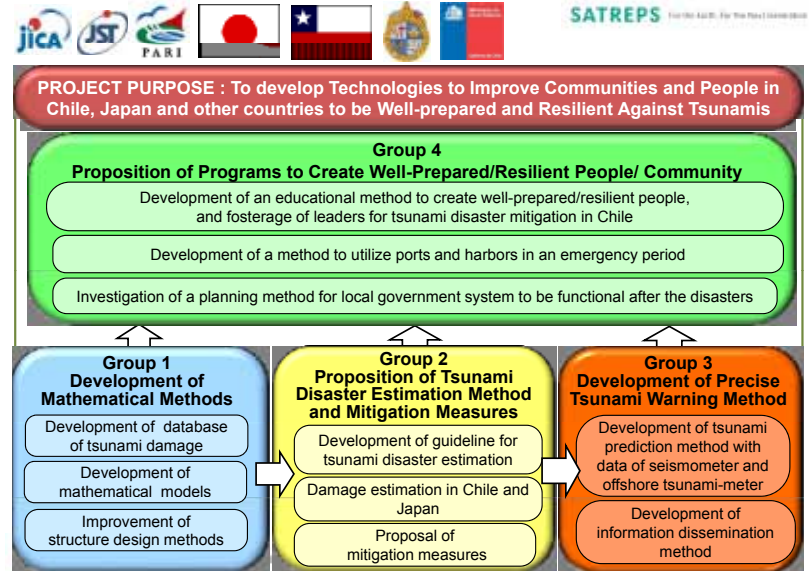 jica
JST
PARI
SATREPS For the Earth, For the Next Generation
PROJECT PURPOSE : To develop Technologies to Improve Communities and People in
Chile, Japan and other countries to be Well-prepared and Resilient Against Tsunamis
Group 4
Proposition of Programs to Create Well-Prepared/Resilient People/ Community
Development of an educational method to create well-prepared/resilient people,
and fosterage of leaders for tsunami disaster mitigation in Chile
Development of a method to utilize ports and harbors in an emergency period
Investigation of a planning method for local government system to be functional after the disasters
Group 1
Development of
Mathematical Methods
Development of database
of tsunami damage
Development of
mathematical models
Improvement of
structure design methods
Group 2
Proposition of Tsunami
Disaster Estimation Method
and Mitigation Measures
Development of guideline for
tsunami disaster estimation
Damage estimation in Chile and
Japan
Proposal of
mitigation measures
Group 3
Development of Precise
Tsunami Warning Method
Development of tsunami
prediction method with
data of seismometer and
offshore tsunami-meter
Development of
information dissemination
method